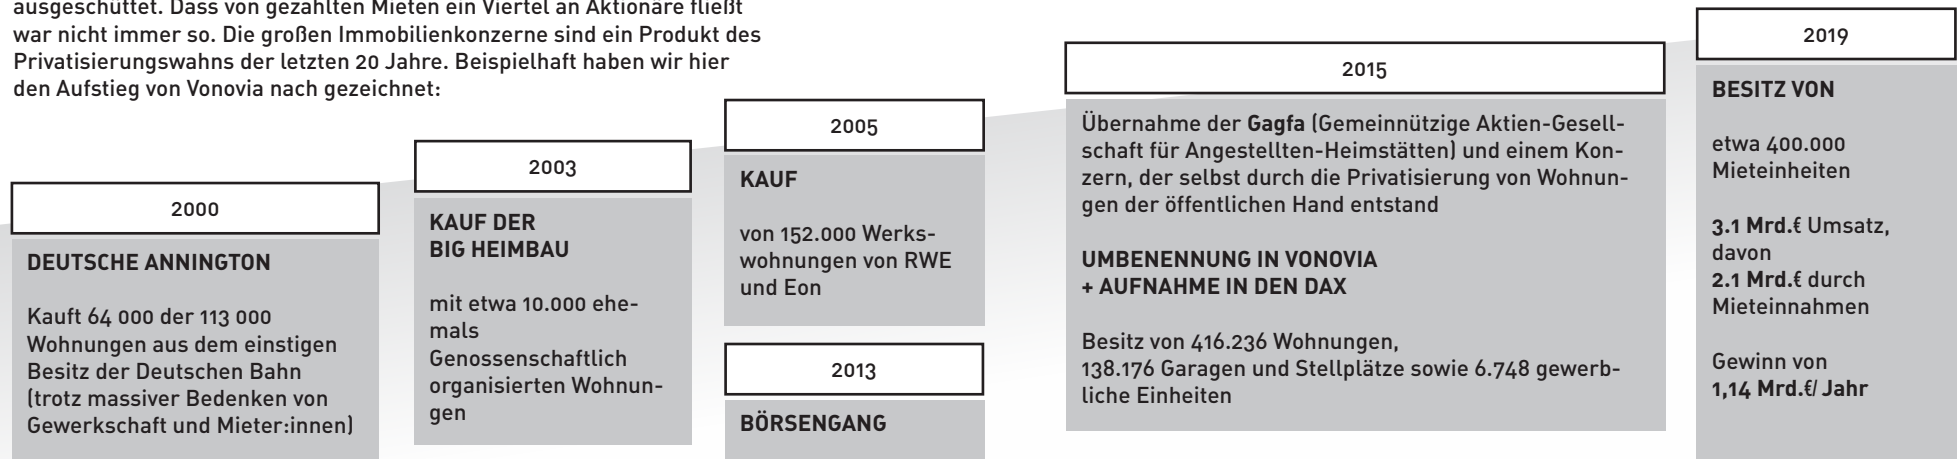 ausgeschüttet. Dass von gezahlten Mieten ein Viertel an Aktionäre fließt
war nicht immer so. Die großen Immobilienkonzerne sind ein Produkt des
Privatisierungswahns der letzten 20 Jahre. Beispielhaft haben wir hier
den Aufstieg von Vonovia nach gezeichnet:
2000
DEUTSCHE ANNINGTON
Kauft 64 000 der 113 000
Wohnungen aus dem einstigen
Besitz der Deutschen Bahn
(trotz massiver Bedenken von
Gewerkschaft und Mieter:innen)
2003
KAUF DER
BIG HEIMBAU
mit etwa 10.000 ehe-
mals
Genossenschaftlich
organisierten Wohnun-
gen
2005
KAUF
von 152.000 Werks-
wohnungen von RWE
und Eon
2013
BÖRSENGANG
2015
Übernahme der Gagfa (Gemeinnützige Aktien-Gesell-
schaft für Angestellten-Heimstätten) und einem Kon-
zern, der selbst durch die Privatisierung von Wohnun-
gen der öffentlichen Hand entstand
UMBENENNUNG IN VONOVIA
+ AUFNAHME IN DEN DAX
Besitz von 416.236 Wohnungen,
138.176 Garagen und Stellplätze sowie 6.748 gewerb-
liche Einheiten
2019
BESITZ VON
etwa 400.000
Mieteinheiten
3.1 Mrd.€ Umsatz,
davon
2.1 Mrd.€ durch
Mieteinnahmen
Gewinn von
1,14 Mrd.€/ Jahr